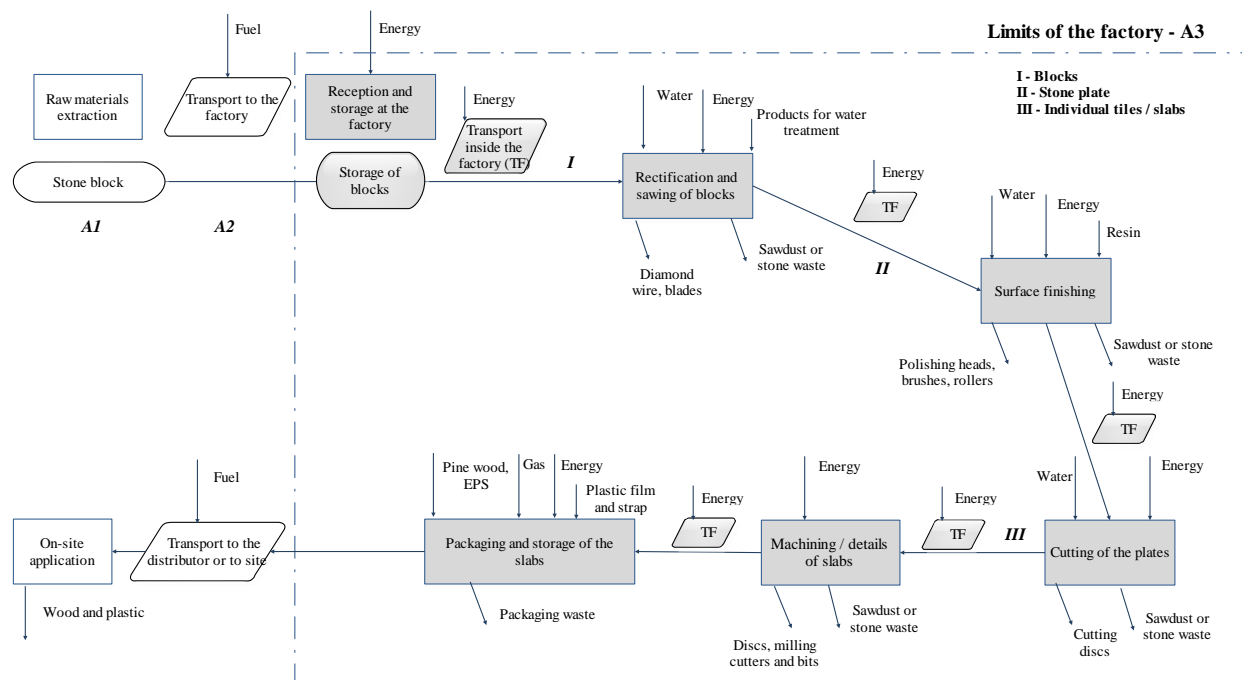 Limits of the factory - A3
I - Blocks
II - Stone plate
III - Individual tiles / slabs
Fuel
Energy
Raw materials
extraction
Transport to the
factory
Reception and
storage at the
factory
Energy
Transport
inside the
factory (TF)
Stone block
Storage of
blocks
I
A1
A2
Water
Energy
Products for water
treatment
Rectification and
sawing of blocks
Diamond
wire, blades
Sawdust or
stone waste
Energy
TF
II
Water
Energy
Resin
Surface finishing
Polishing heads,
brushes, rollers
Sawdust or stone
waste
Energy
TF
Water
Energy
Cutting of the plates
Cutting
discs
Sawdust or
stone waste
III
Energy
TF
Energy
Machining / details
of slabs
Discs, milling
cutters and bits
Sawdust or
stone waste
Energy
TF
Pine wood,
EPS
Gas
Energy
Plastic film
and strap
Packaging and storage of the
slabs
Packaging waste
Fuel
Transport to the
distributor or to site
On-site
application
Wood and plastic